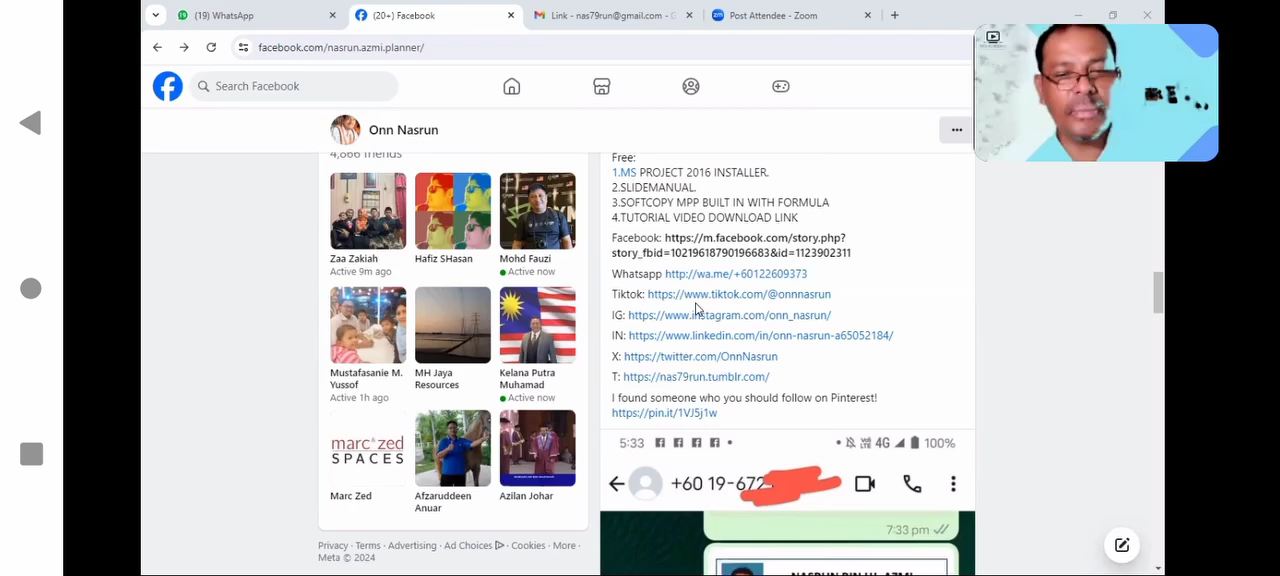 (19) WhatsApp
(20+) Facebook
Link - nas79run@gmail.com - G
Post Attendee - Zoom
facebook.com/nasrun.azmi.planner/
Search Facebook
Onn Nasrun
4,866 friends
Zaa Zakiah
Active 9m ago
Hafiz SHasan
Mohd Fauzi
Active now
Mustafasanie M. Yussof
Active 1h ago
MH Jaya Resources
Kelana Putra Muhamad
Active now
marc zed
SPACES
Marc Zed
Afzaruddeen Anuar
Azilan Johar
Privacy · Terms · Advertising · Ad Choices · Cookies · More ·
Meta © 2024
Free:
1.MS PROJECT 2016 INSTALLER.
2.SLIDEMANUAL.
3.SOFTCOPY MPP BUILT IN WITH FORMULA
4.TUTORIAL VIDEO DOWNLOAD LINK
Facebook: https://m.facebook.com/story.php?
story_fbid=10219618790196683&id=1123902311
Whatsapp http://wa.me/+60122609373
Tiktok: https://www.tiktok.com/@onnnasrun
IG: https://www.instagram.com/onn_nasrun/
IN: https://www.linkedin.com/in/onn-nasrun-a65052184/
X: https://twitter.com/OnnNasrun
T: https://nas79run.tumblr.com/
I found someone who you should follow on Pinterest!
https://pin.it/1VJ5j1w
5:33
4G
100%
+60 19-672
7:33 pm